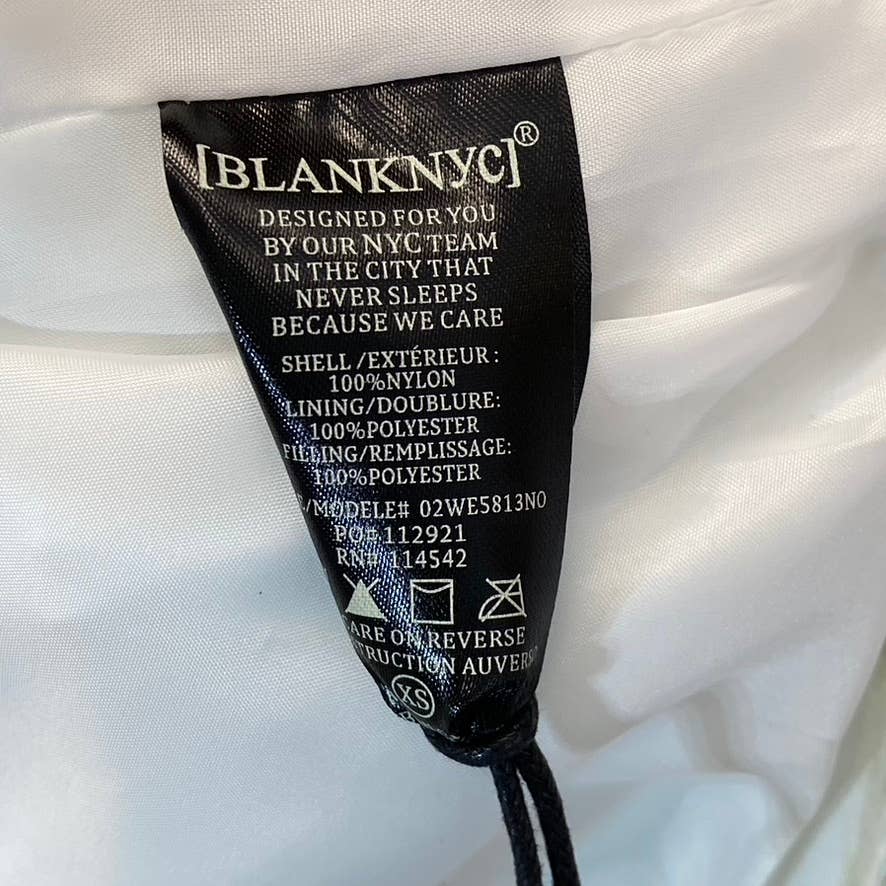 [BLANKNYC]®
DESIGNED FOR YOU
BY OUR NYC TEAM
IN THE CITY THAT
NEVER SLEEPS
BECAUSE WE CARE
SHELL/EXTÉRIEUR:
100%NYLON
LINING/DOUBLURE:
100%POLYESTER
FILLING/REMPLISSAGE:
100%POLYESTER
/MODELE# 02WE5813NO
PO# 112921
RN# 114542
ON REVERSE
XS